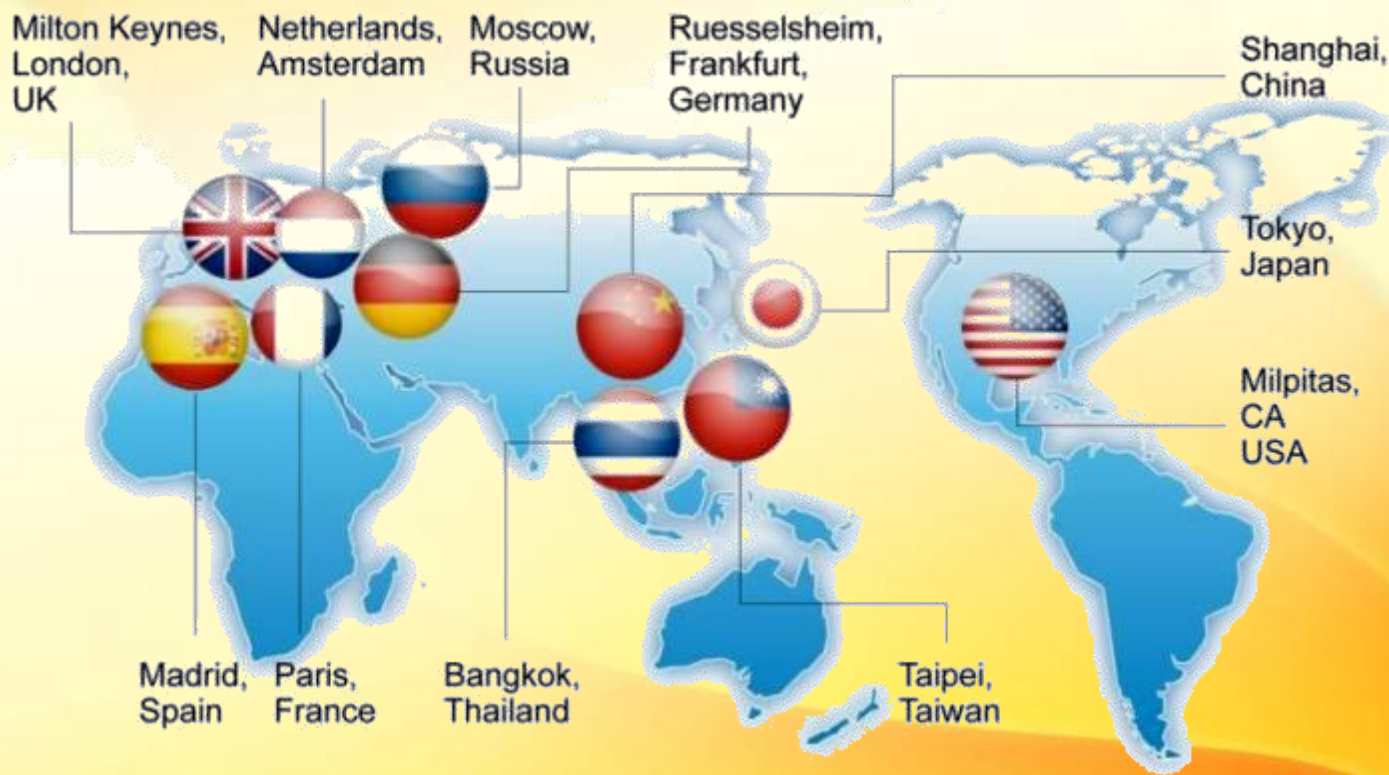 Milton Keynes,
London,
UK
Netherlands,
Amsterdam
Moscow,
Russia
Ruesselsheim,
Frankfurt,
Germany
Shanghai,
China
Tokyo,
Japan
Milpitas,
CA
USA
Madrid,
Spain
Paris,
France
Bangkok,
Thailand
Taipei,
Taiwan